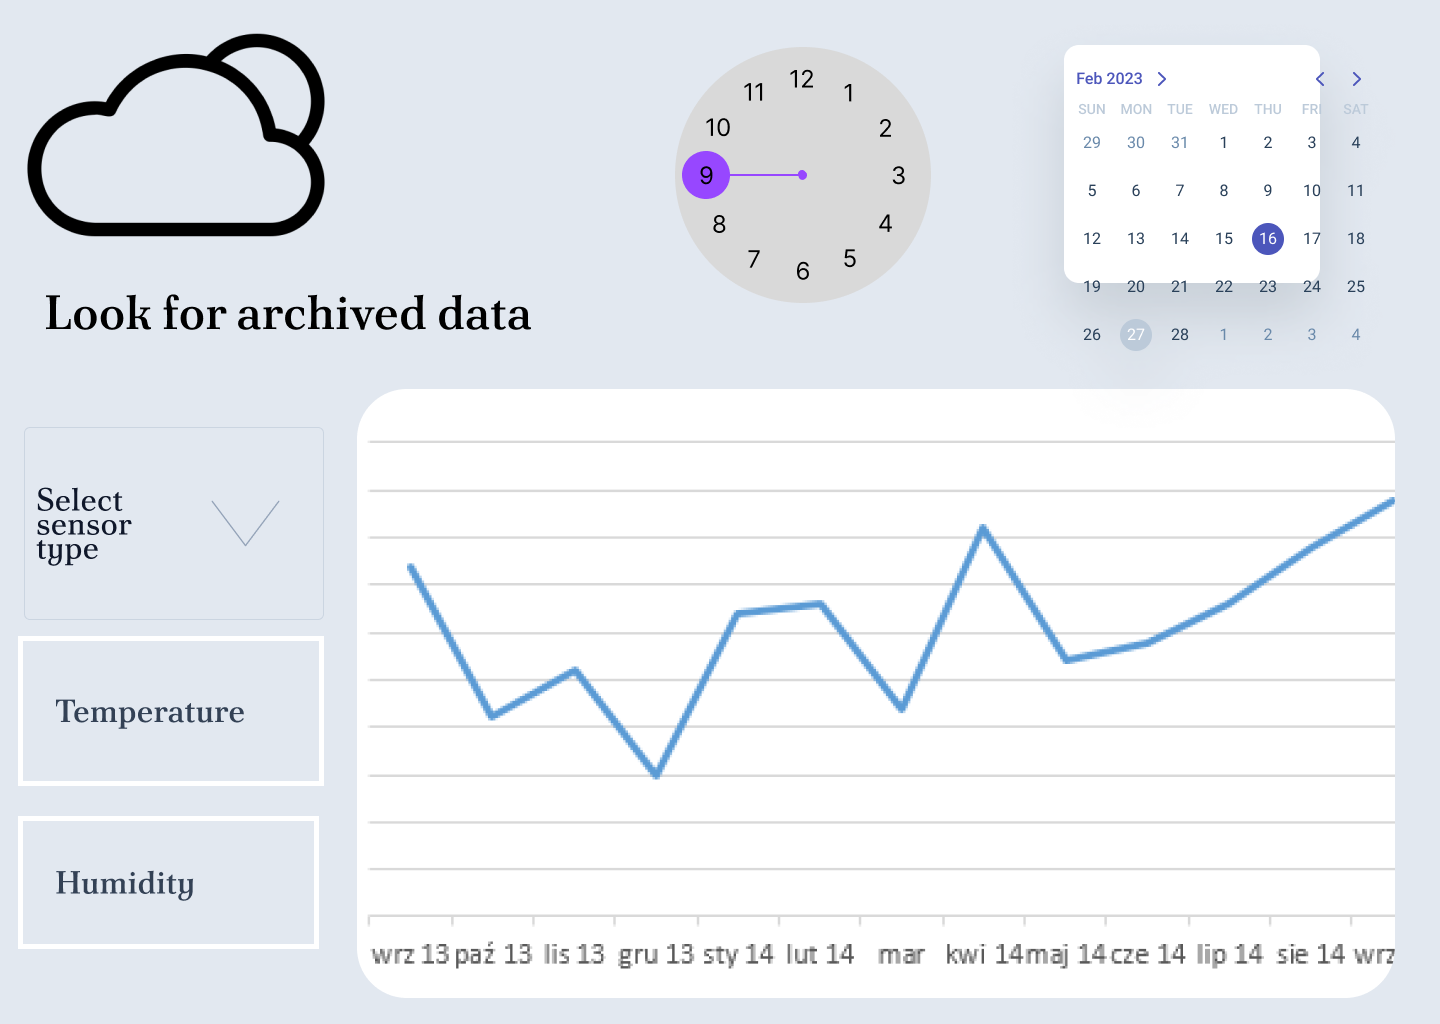 12
11 1
10 2
9 3
8 4
7 5
6
Feb 2023
SUN MON TUE WED THU FRI SAT
29 30 31 1 2 3 4
5 6 7 8 9 10 11
12 13 14 15 16 17 18
19 20 21 22 23 24 25
26 27 28 1 2 3 4
Look for archived data
Select
sensor
type
Temperature
Humidity
wrz 13 paź 13 lis 13 gru 13 sty 14 lut 14 mar kwi 14 maj 14 cze 14 lip 14 sie 14 wrz